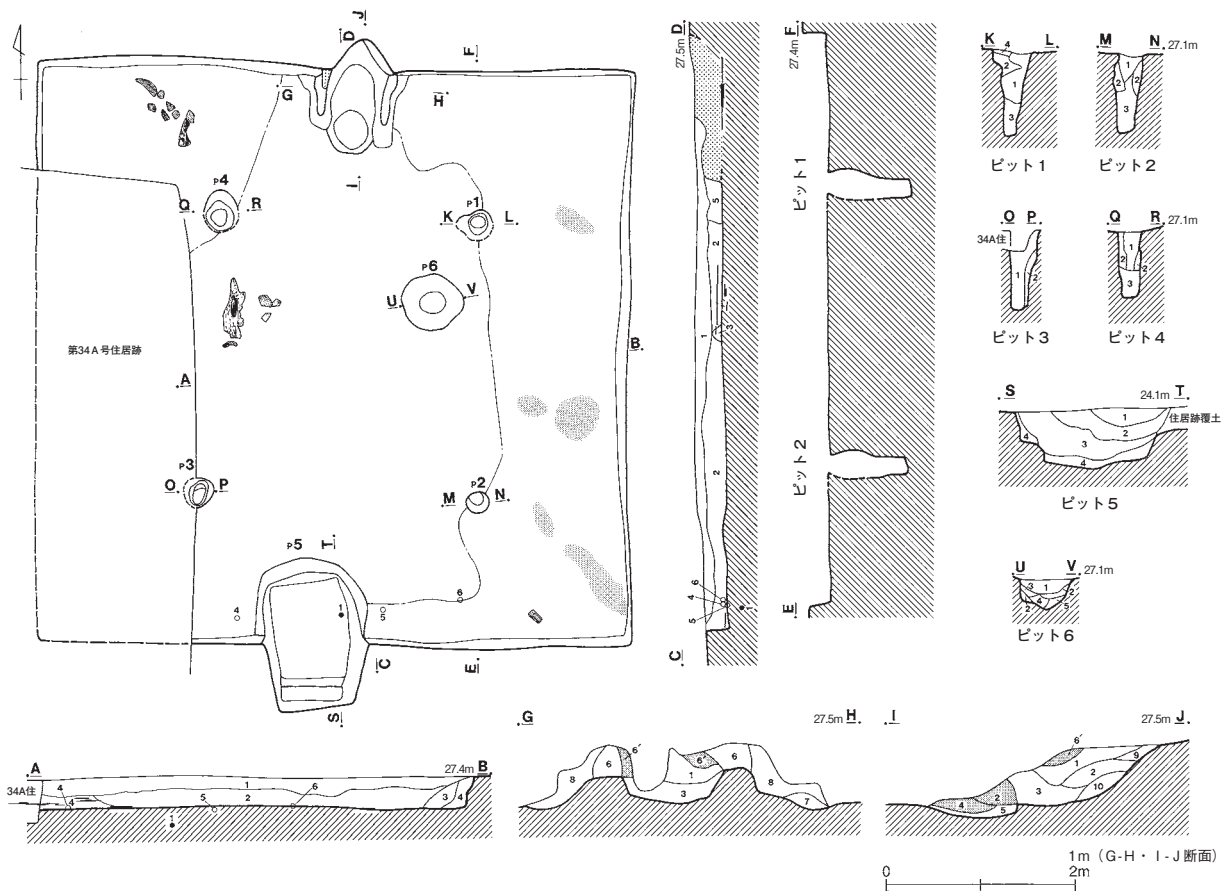 D
J
F
G
H
I
P4
Q
R
P1
K
L
P6
U
V
第34A号住居跡
A
B
P3
O
P
P2
M
N
P5
T
4
1
5
6
C
E
S
D
27.5m
5
2
1
3
2
6
4
5
1
C
F
27.4m
ピット1
ピット2
E
K
L
4
2
1
3
ピット1
M
N
27.1m
1
2
2
3
ピット2
O
P
34A住
1
2
ピット3
Q
R
27.1m
1
2
2
3
ピット4
S
24.1m
T
住居跡覆土
1
2
3
4
4
ピット5
U
V
27.1m
3
1
2
4
2
5
ピット6
A
27.4m
B
34A住
4
4
1
2
5
6
3
4
1
G
27.5m
H
8
6
6′
6′
6
1
3
8
7
I
27.5m
J
6′
1
9
2
3
10
2
4
5
1m(G-H・I-J断面)
0
2m